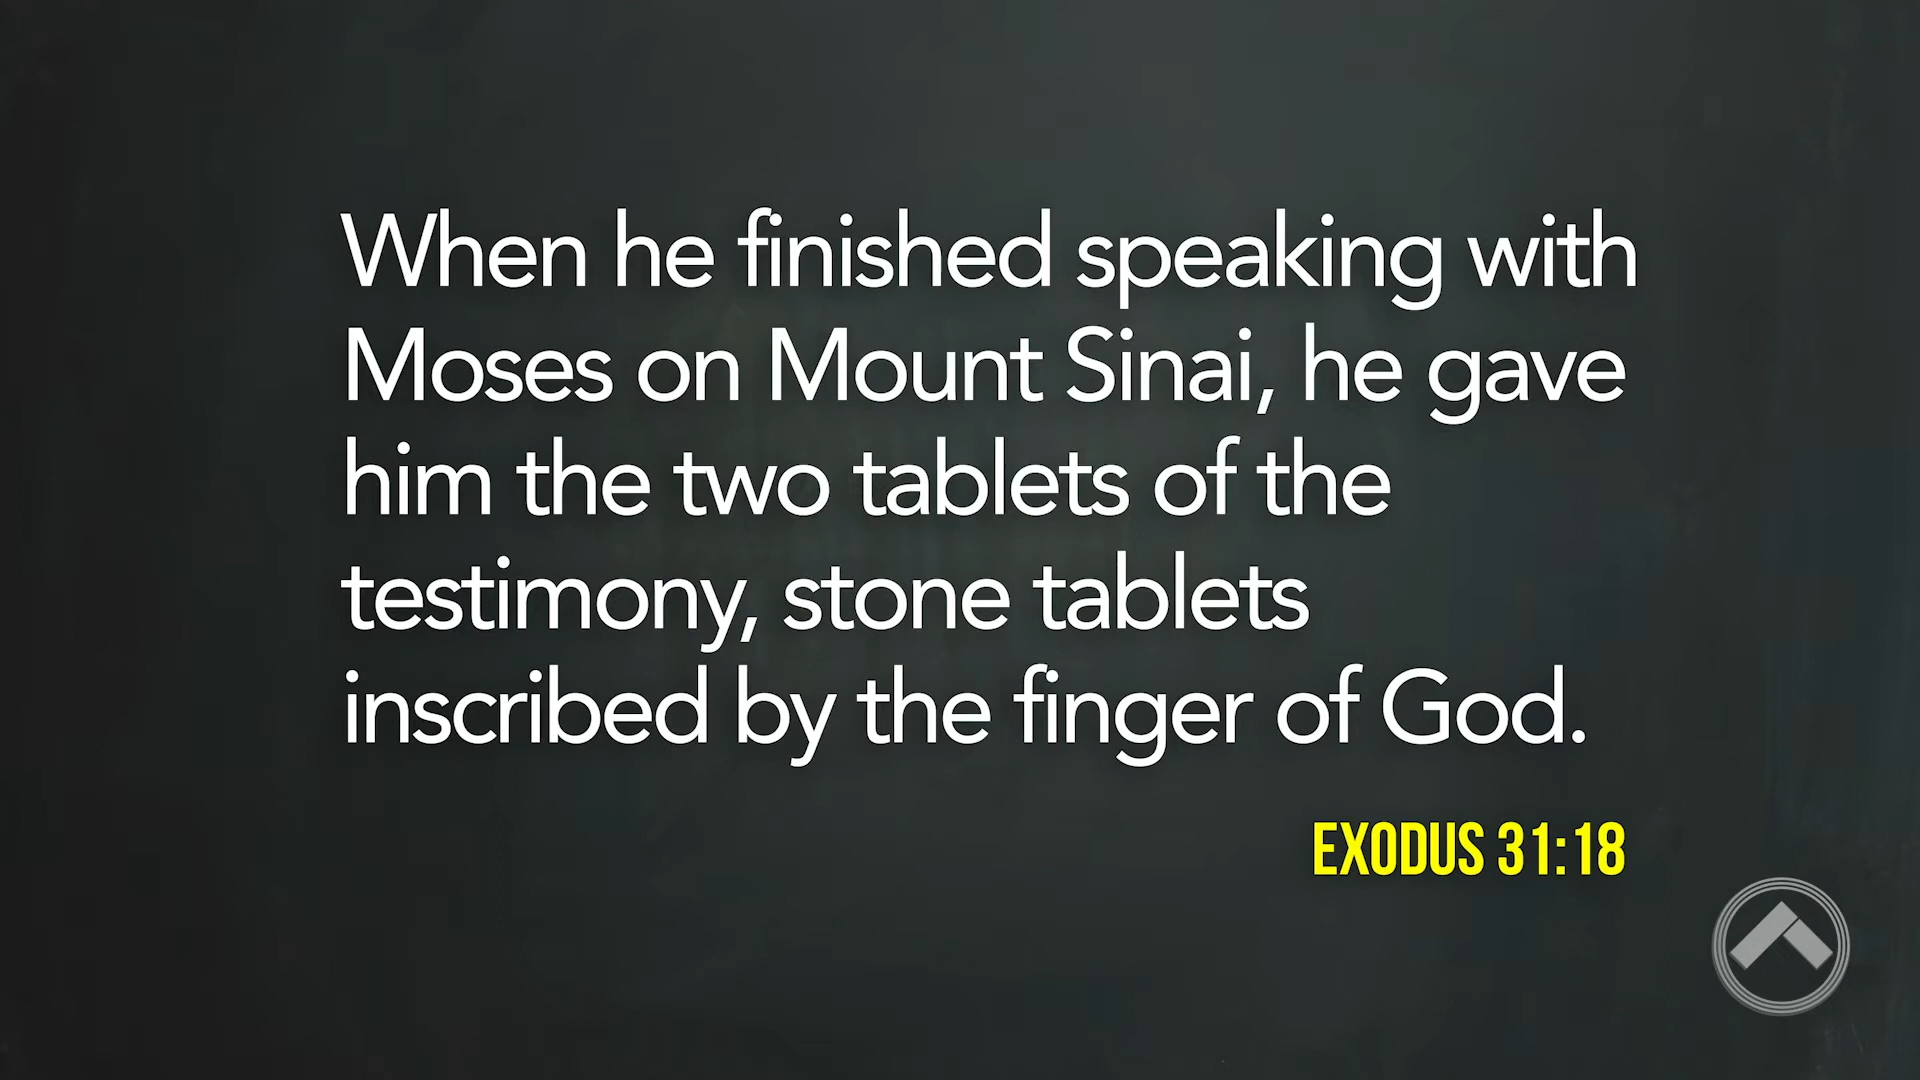 When he finished speaking with
Moses on Mount Sinai, he gave
him the two tablets of the
testimony, stone tablets
inscribed by the finger of God.
EXODUS 31:18